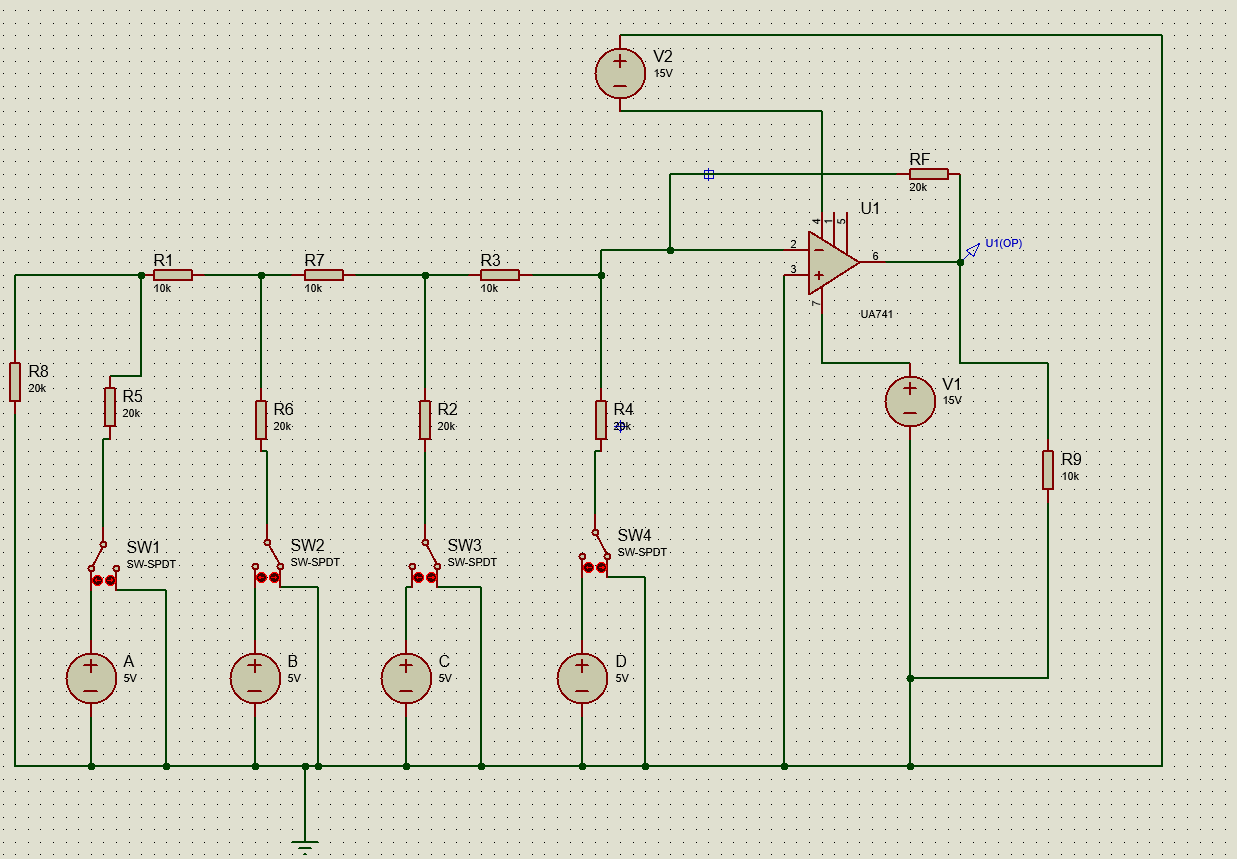 V2
15V
RF
20k
U1
4
1
5
2
6
U1(OP)
3
7
UA741
R1
10k
R7
10k
R3
10k
R8
20k
R5
20k
R6
20k
R2
20k
R4
20k
V1
15V
R9
10k
SW1
SW-SPDT
SW2
SW-SPDT
SW3
SW-SPDT
SW4
SW-SPDT
A
5V
B
5V
C
5V
D
5V